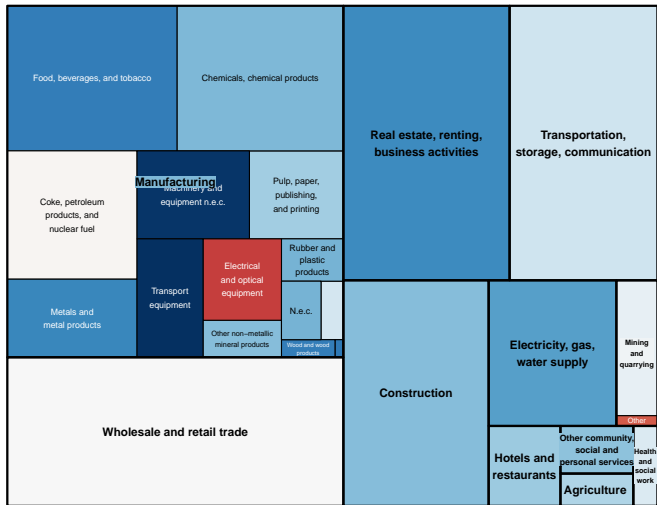 Food, beverages, and tobacco
Chemicals, chemical products
Real estate, renting,
business activities
Transportation,
storage, communication
Manufacturing
Machinery and
equipment n.e.c.
Pulp, paper,
publishing,
and printing
Coke, petroleum
products, and
nuclear fuel
Rubber and
plastic
products
Electrical
and optical
equipment
Transport
equipment
Metals and
metal products
N.e.c.
Other non–metallic
mineral products
Wood and wood
products
Electricity, gas,
water supply
Mining
and
quarrying
Construction
Other
Wholesale and retail trade
Hotels and
restaurants
Other community,
social and
personal services
Health
and
social
work
Agriculture